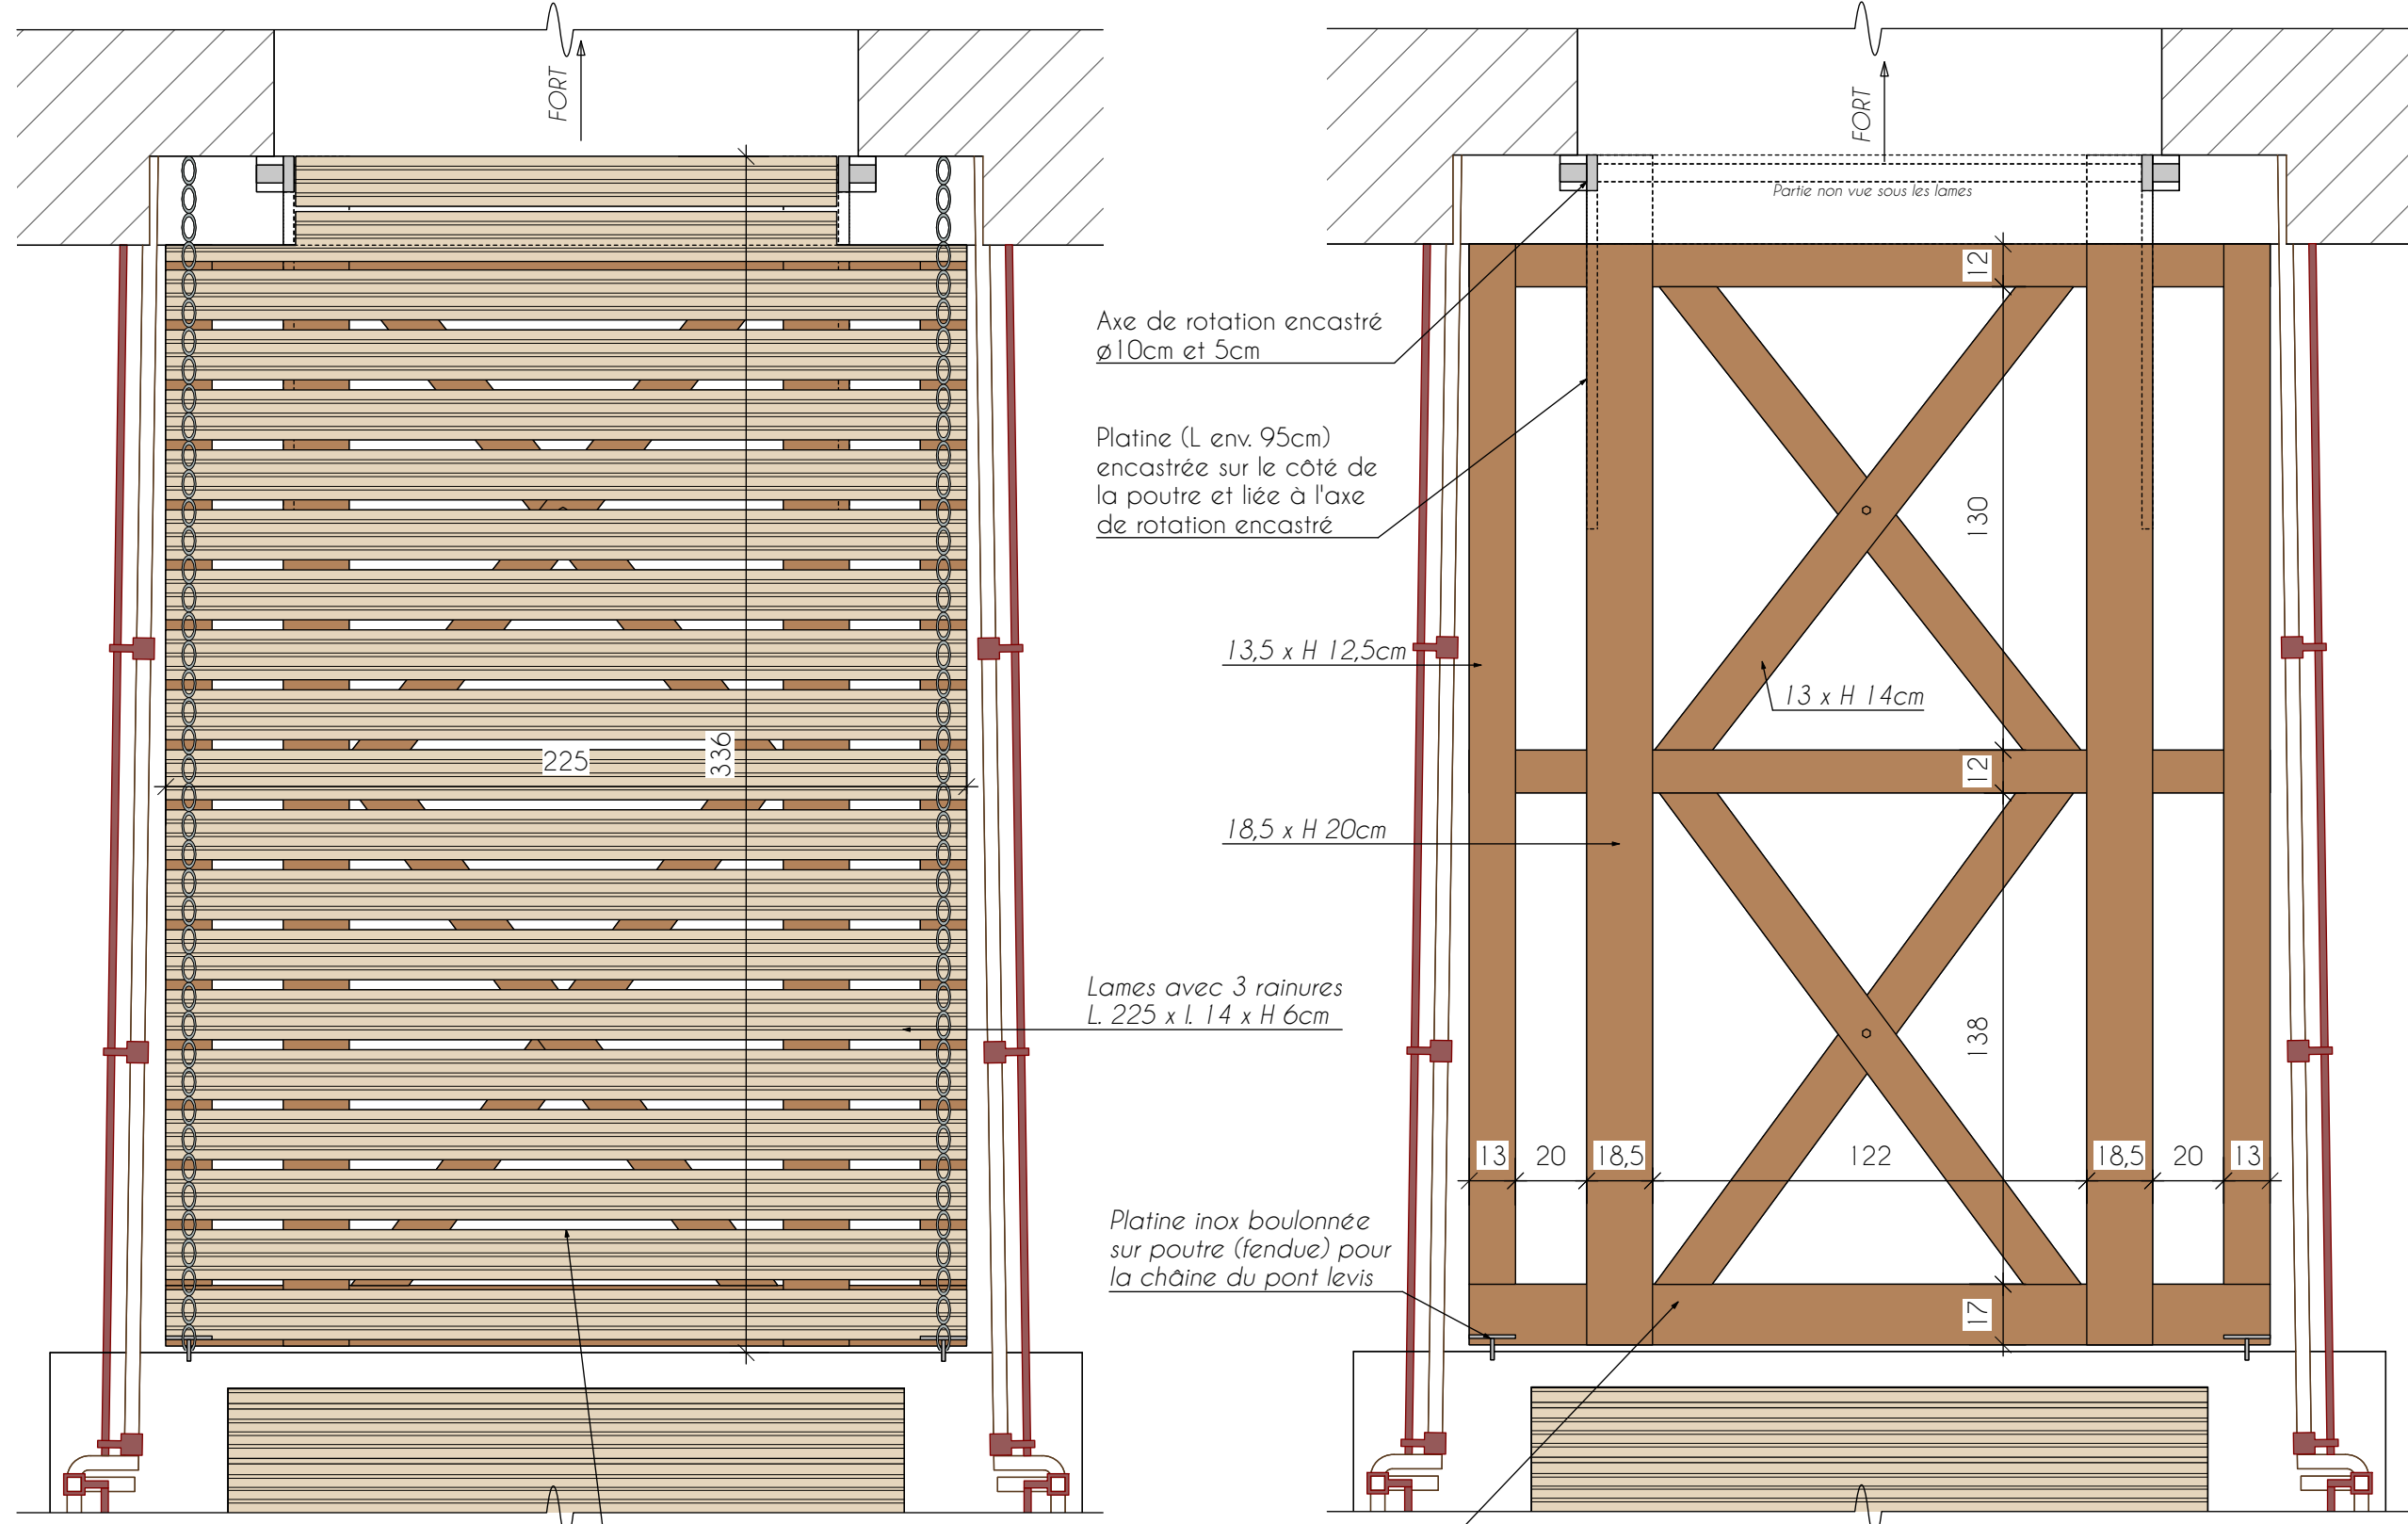 FORT
225
336
FORT
Partie non vue sous les lames
Axe de rotation encastré
ø10cm et 5cm
Platine (L env. 95cm)
encastrée sur le côté de
la poutre et liée à l'axe
de rotation encastré
13,5 x H 12,5cm
13 x H 14cm
18,5 x H 20cm
Lames avec 3 rainures
L. 225 x l. 14 x H 6cm
Platine inox boulonnée
sur poutre (fendue) pour
la châine du pont levis
12
130
12
138
17
13 20 18,5 122 18,5 20 13